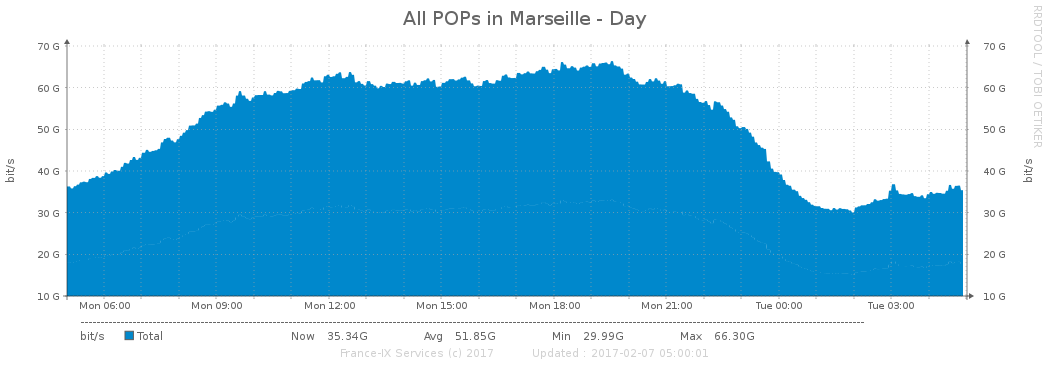 All POPs in Marseille - Day
RRDTOOL / TOBI OETIKER
70 G 70 G
60 G 60 G
50 G 50 G
40 G 40 G
30 G 30 G
20 G 20 G
10 G 10 G
bit/s
bit/s
Mon 06:00 Mon 09:00 Mon 12:00 Mon 15:00 Mon 18:00 Mon 21:00 Tue 00:00 Tue 03:00
bit/s Total Now 35.34G Avg 51.85G Min 29.99G Max 66.30G
France-IX Services (c) 2017 Updated : 2017-02-07 05:00:01